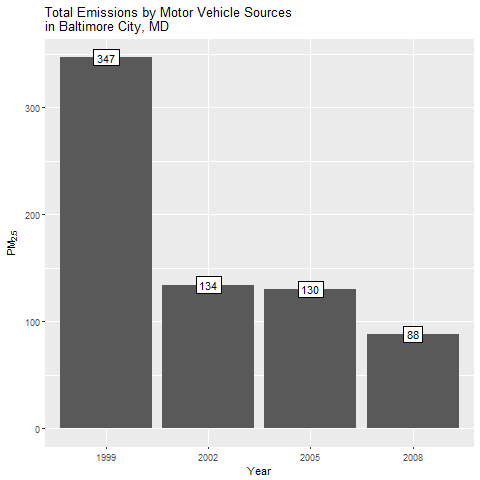 Total Emissions by Motor Vehicle Sources
in Baltimore City, MD
347
300
200
134
130
100
88
0
PM2.5
1999 2002 2005 2008
Year